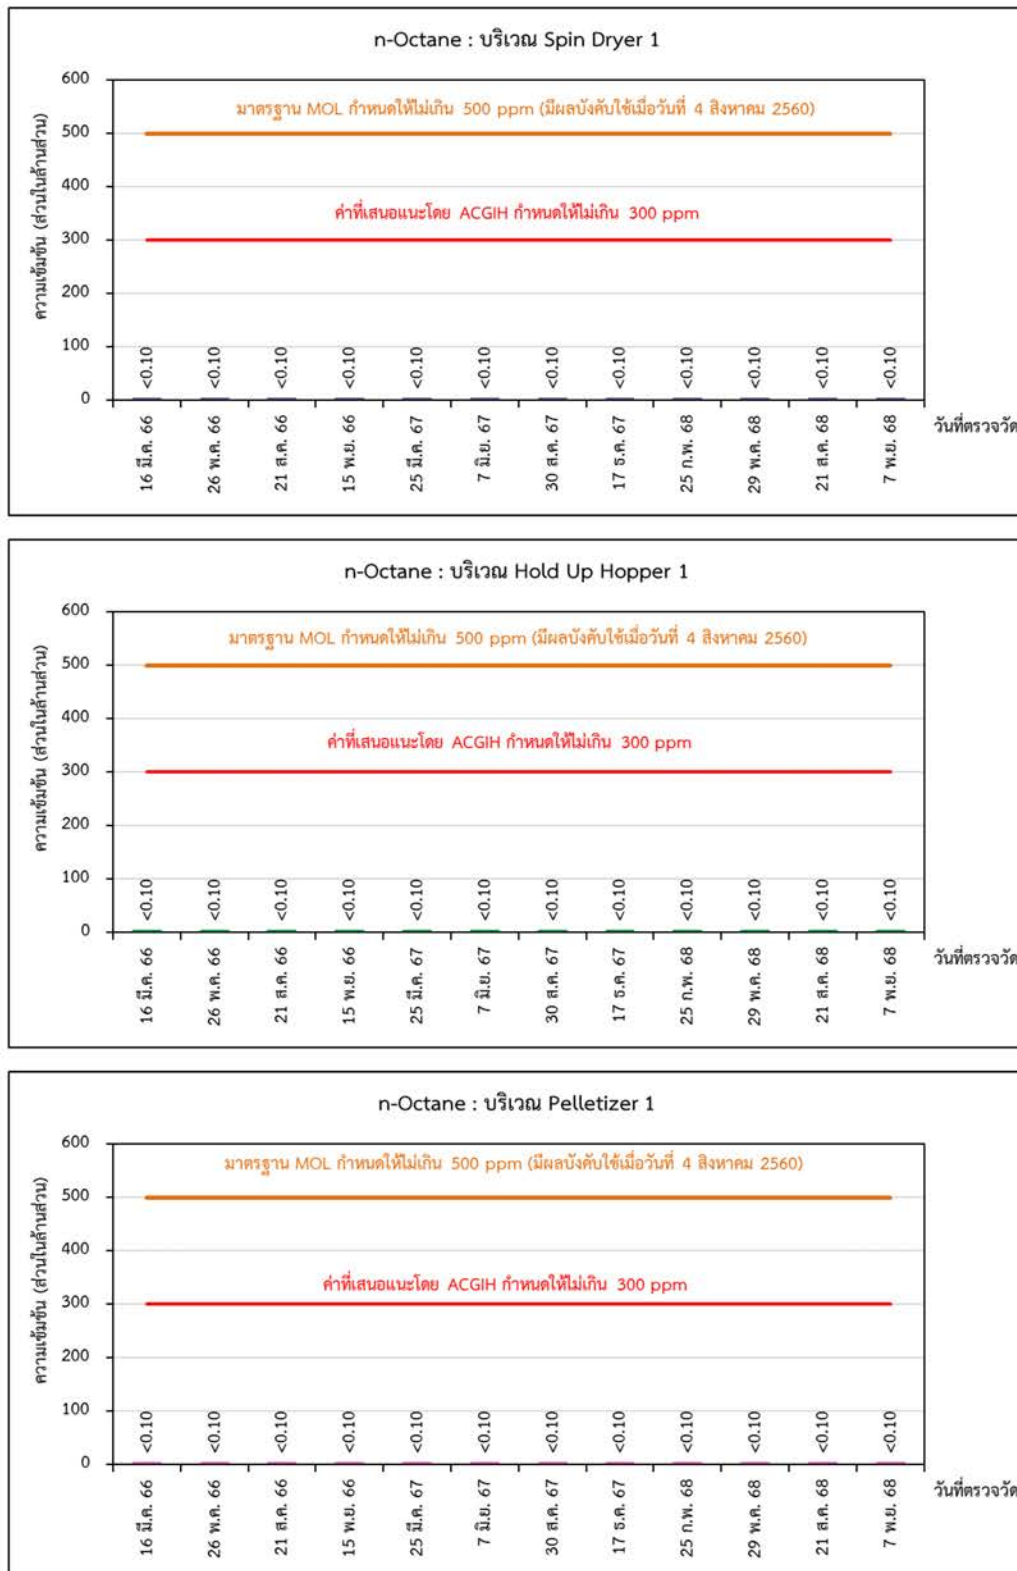 n-Octane : บริเวณ Spin Dryer 1
ความเข้มข้น (ส่วนในล้านส่วน)
600
มาตรฐาน MOL กำหนดให้ไม่เกิน 500 ppm (มีผลบังคับใช้เมื่อวันที่ 4 สิงหาคม 2560)
500
400
ค่าที่เสนอแนะโดย ACGIH กำหนดให้ไม่เกิน 300 ppm
300
200
100
<0.10 <0.10 <0.10 <0.10 <0.10 <0.10 <0.10 <0.10 <0.10 <0.10 <0.10 <0.10
0
วันที่ตรวจวัด
16 มี.ค. 66 26 พ.ค. 66 21 ส.ค. 66 15 พ.ย. 66 25 มี.ค. 67 7 มิ.ย. 67 30 ส.ค. 67 17 ธ.ค. 67 25 ก.พ. 68 29 พ.ค. 68 21 ส.ค. 68 7 พ.ย. 68
n-Octane : บริเวณ Hold Up Hopper 1
ความเข้มข้น (ส่วนในล้านส่วน)
600
มาตรฐาน MOL กำหนดให้ไม่เกิน 500 ppm (มีผลบังคับใช้เมื่อวันที่ 4 สิงหาคม 2560)
500
400
ค่าที่เสนอแนะโดย ACGIH กำหนดให้ไม่เกิน 300 ppm
300
200
100
<0.10 <0.10 <0.10 <0.10 <0.10 <0.10 <0.10 <0.10 <0.10 <0.10 <0.10 <0.10
0
วันที่ตรวจวัด
16 มี.ค. 66 26 พ.ค. 66 21 ส.ค. 66 15 พ.ย. 66 25 มี.ค. 67 7 มิ.ย. 67 30 ส.ค. 67 17 ธ.ค. 67 25 ก.พ. 68 29 พ.ค. 68 21 ส.ค. 68 7 พ.ย. 68
n-Octane : บริเวณ Pelletizer 1
ความเข้มข้น (ส่วนในล้านส่วน)
600
มาตรฐาน MOL กำหนดให้ไม่เกิน 500 ppm (มีผลบังคับใช้เมื่อวันที่ 4 สิงหาคม 2560)
500
400
ค่าที่เสนอแนะโดย ACGIH กำหนดให้ไม่เกิน 300 ppm
300
200
100
<0.10 <0.10 <0.10 <0.10 <0.10 <0.10 <0.10 <0.10 <0.10 <0.10 <0.10 <0.10
0
วันที่ตรวจวัด
16 มี.ค. 66 26 พ.ค. 66 21 ส.ค. 66 15 พ.ย. 66 25 มี.ค. 67 7 มิ.ย. 67 30 ส.ค. 67 17 ธ.ค. 67 25 ก.พ. 68 29 พ.ค. 68 21 ส.ค. 68 7 พ.ย. 68